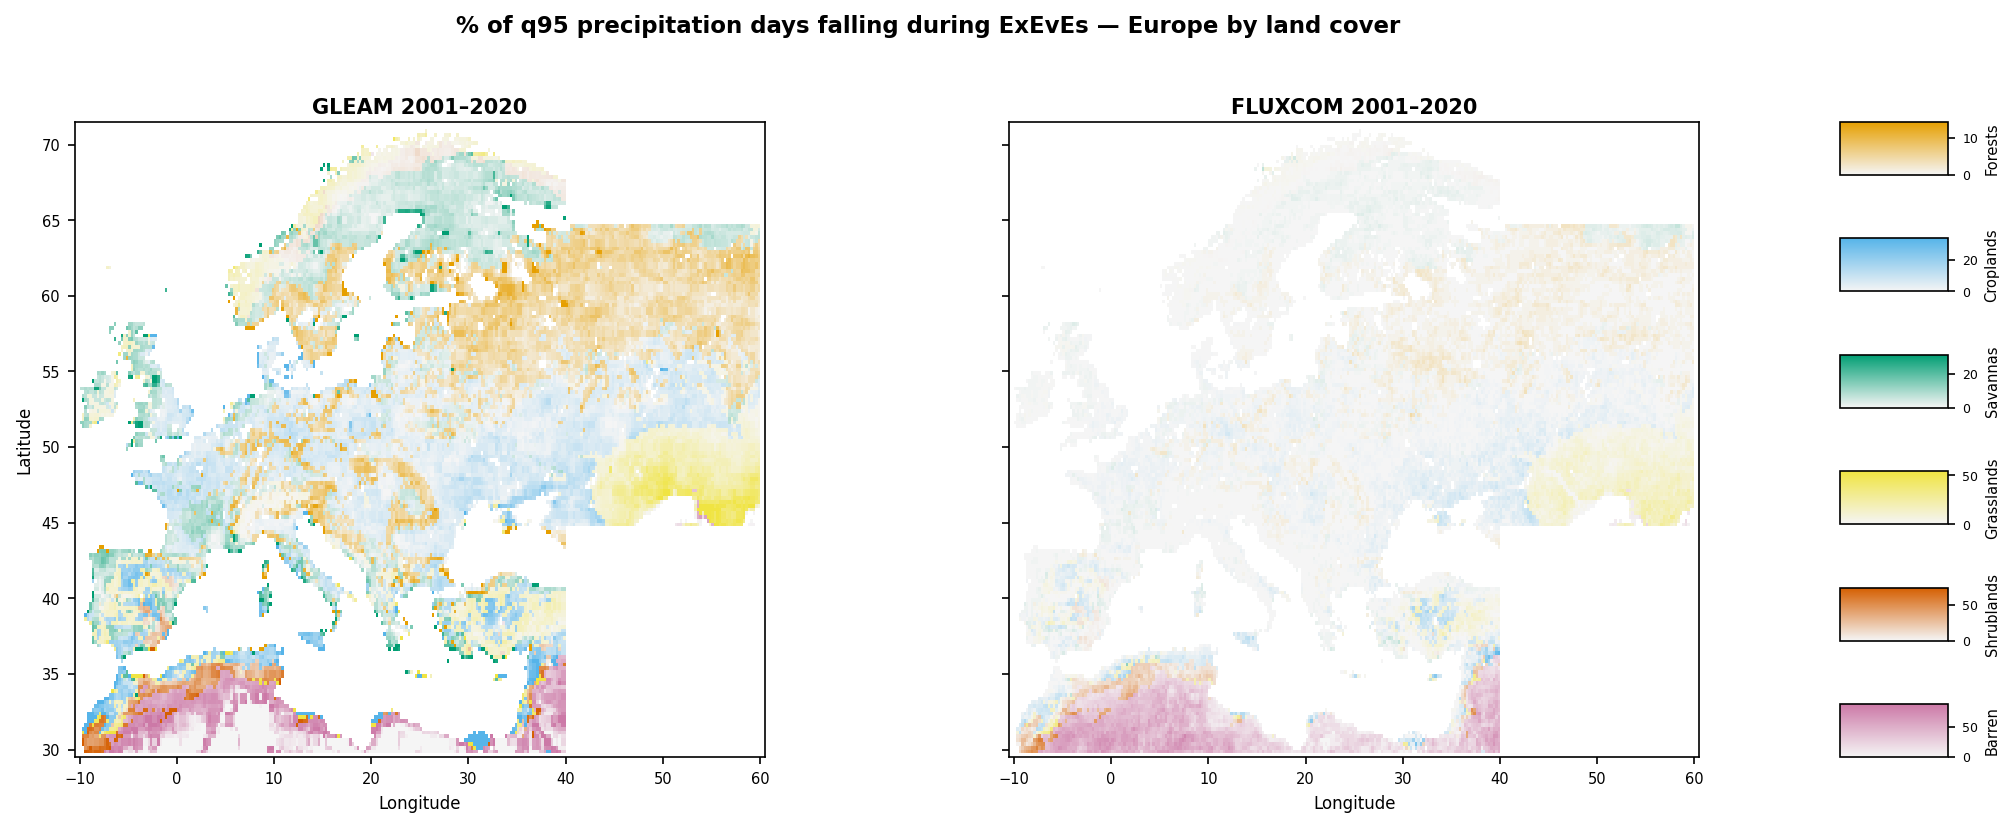 % of q95 precipitation days falling during ExEvEs — Europe by land cover
GLEAM 2001–2020
FLUXCOM 2001–2020
Latitude
70
65
60
55
50
45
40
35
30
−10 0 10 20 30 40 50 60
Longitude
−10 0 10 20 30 40 50 60
Longitude
10
0
Forests
20
0
Croplands
20
0
Savannas
50
0
Grasslands
50
0
Shrublands
50
0
Barren